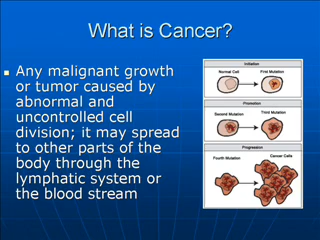 What is Cancer?
Any malignant growth
or tumor caused by
abnormal and
uncontrolled cell
division; it may spread
to other parts of the
body through the
lymphatic system or
the blood stream
Initiation
Normal Cell First Mutation
Promotion
Second Mutation Third Mutation
Progression
Fourth Mutation Cancer Cells